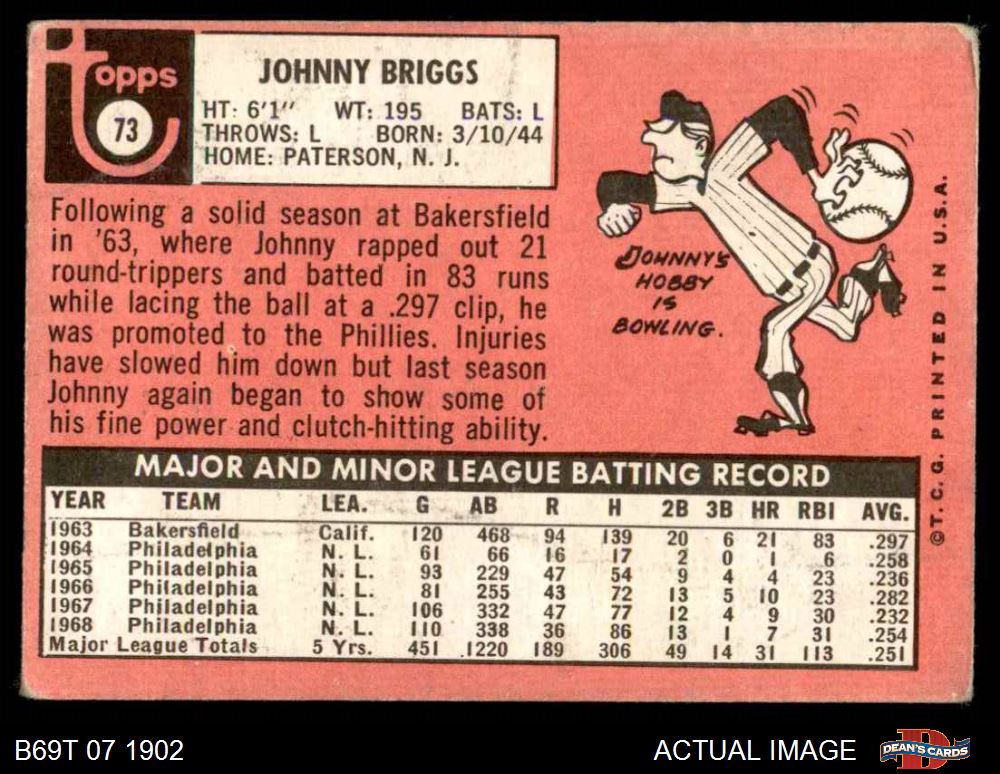 topps
73
JOHNNY BRIGGS
HT: 6'1" WT: 195 BATS: L
THROWS: L BORN: 3/10/44
HOME: PATERSON, N. J.
Following a solid season at Bakersfield
in '63, where Johnny rapped out 21
round-trippers and batted in 83 runs
while lacing the ball at a .297 clip, he
was promoted to the Phillies. Injuries
have slowed him down but last season
Johnny again began to show some of
his fine power and clutch-hitting ability.
JOHNNY'S
HOBBY
IS
BOWLING.
©T. C. G. PRINTED IN U.S.A.
MAJOR AND MINOR LEAGUE BATTING RECORD
YEAR TEAM LEA. G AB R H 2B 3B HR RBI AVG.
1963 Bakersfield Calif. 120 468 94 139 20 6 21 83 .297
1964 Philadelphia N. L. 61 66 16 17 2 0 1 6 .258
1965 Philadelphia N. L. 93 229 47 54 9 4 4 23 .236
1966 Philadelphia N. L. 81 255 43 72 13 5 10 23 .282
1967 Philadelphia N. L. 106 332 47 77 12 4 9 30 .232
1968 Philadelphia N. L. 110 338 36 86 13 1 7 31 .254
Major League Totals 5 Yrs. 451 1220 189 306 49 14 31 113 .251
B69T 07 1902
ACTUAL IMAGE
DEAN'S CARDS